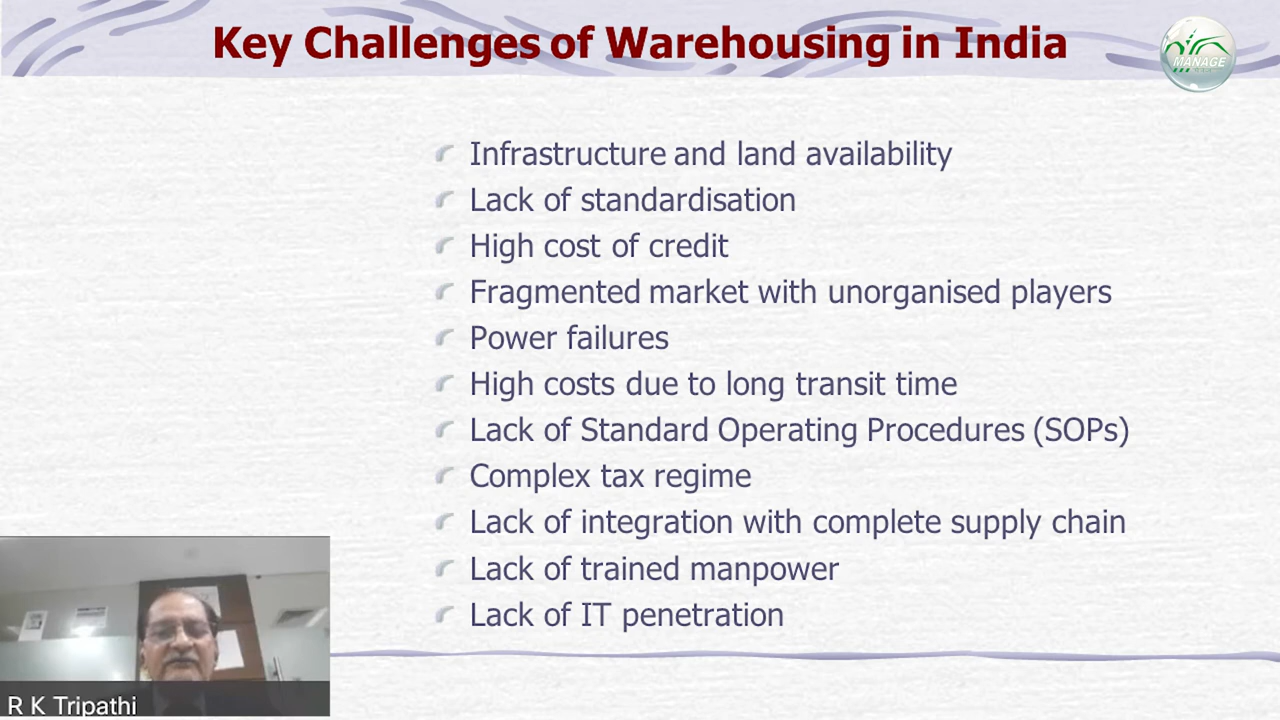 Key Challenges of Warehousing in India
MANAGE
Infrastructure and land availability
Lack of standardisation
High cost of credit
Fragmented market with unorganised players
Power failures
High costs due to long transit time
Lack of Standard Operating Procedures (SOPs)
Complex tax regime
Lack of integration with complete supply chain
Lack of trained manpower
Lack of IT penetration
R K Tripathi